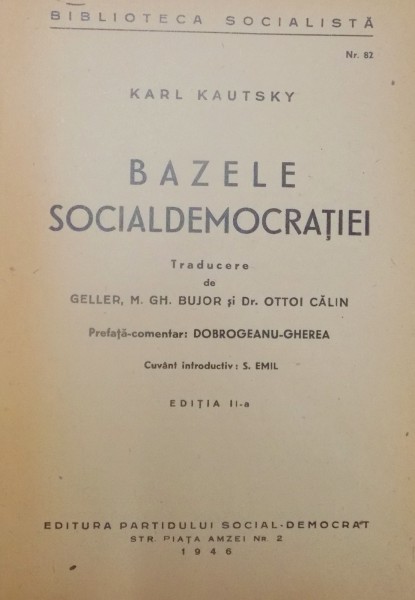 BIBLIOTECA SOCIALISTĂ
Nr. 82
KARL KAUTSKY
BAZELE
SOCIALDEMOCRAȚIEI
Traducere
de
GELLER, M. GH. BUJOR și Dr. OTTOI CĂLIN
Prefață-comentar: DOBROGEANU-GHEREA
Cuvânt introductiv: S. EMIL
EDIȚIA II-a
EDITURA PARTIDULUI SOCIAL-DEMOCRAT
STR. PIAȚA AMZEI Nr. 2
1946